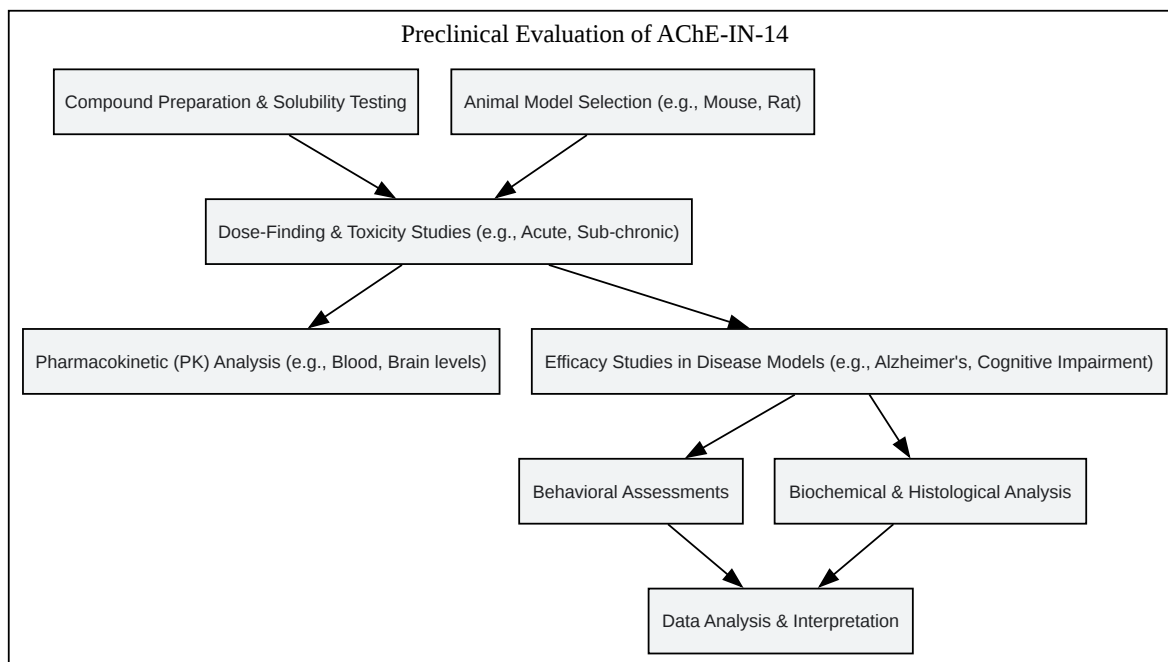 Preclinical Evaluation of AChE-IN-14
Compound Preparation & Solubility Testing
Animal Model Selection (e.g., Mouse, Rat)
Dose-Finding & Toxicity Studies (e.g., Acute, Sub-chronic)
Pharmacokinetic (PK) Analysis (e.g., Blood, Brain levels)
Efficacy Studies in Disease Models (e.g., Alzheimer's, Cognitive Impairment)
Behavioral Assessments
Biochemical & Histological Analysis
Data Analysis & Interpretation